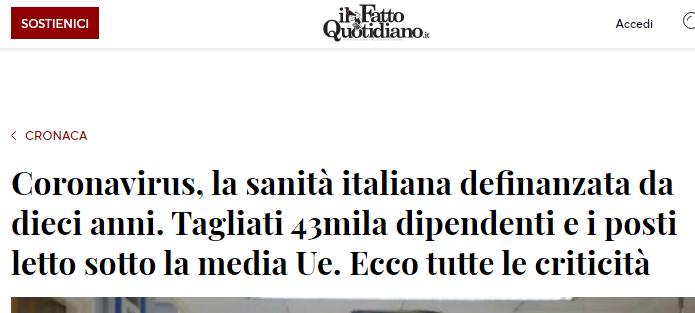 SOSTIENICI
il Fatto
Quotidiano.it
Accedi
CRONACA
Coronavirus, la sanità italiana definanzata da
dieci anni. Tagliati 43mila dipendenti e i posti
letto sotto la media Ue. Ecco tutte le criticità